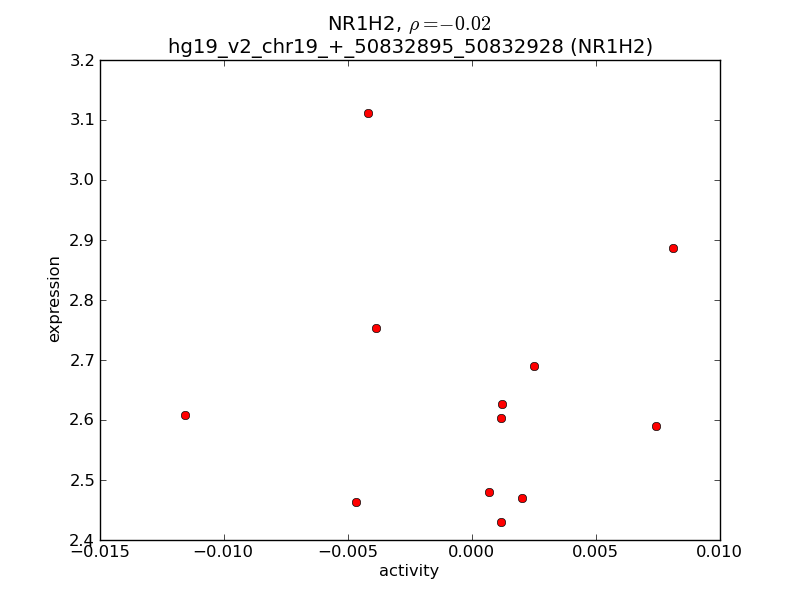 NR1H2, ρ=−0.02
hg19_v2_chr19_+_50832895_50832928 (NR1H2)
3.2
3.1
3.0
2.9
2.8
2.7
2.6
2.5
2.4
expression
−0.015 −0.010 −0.005 0.000 0.005 0.010
activity